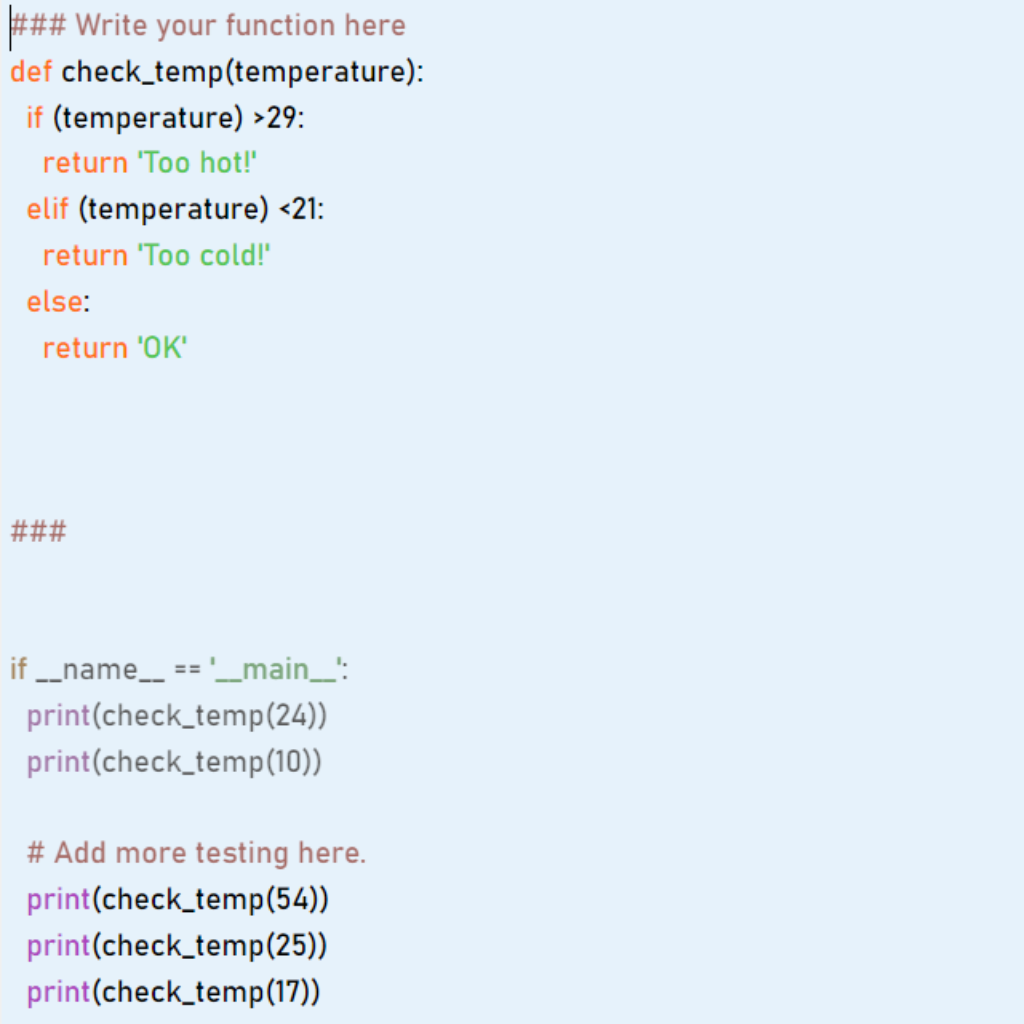 ### Write your function here
def check_temp(temperature):
  if (temperature) >29:
    return 'Too hot!'
  elif (temperature) <21:
    return 'Too cold!'
  else:
    return 'OK'
###
if __name__ == '__main__':
  print(check_temp(24))
  print(check_temp(10))
  # Add more testing here.
  print(check_temp(54))
  print(check_temp(25))
  print(check_temp(17))